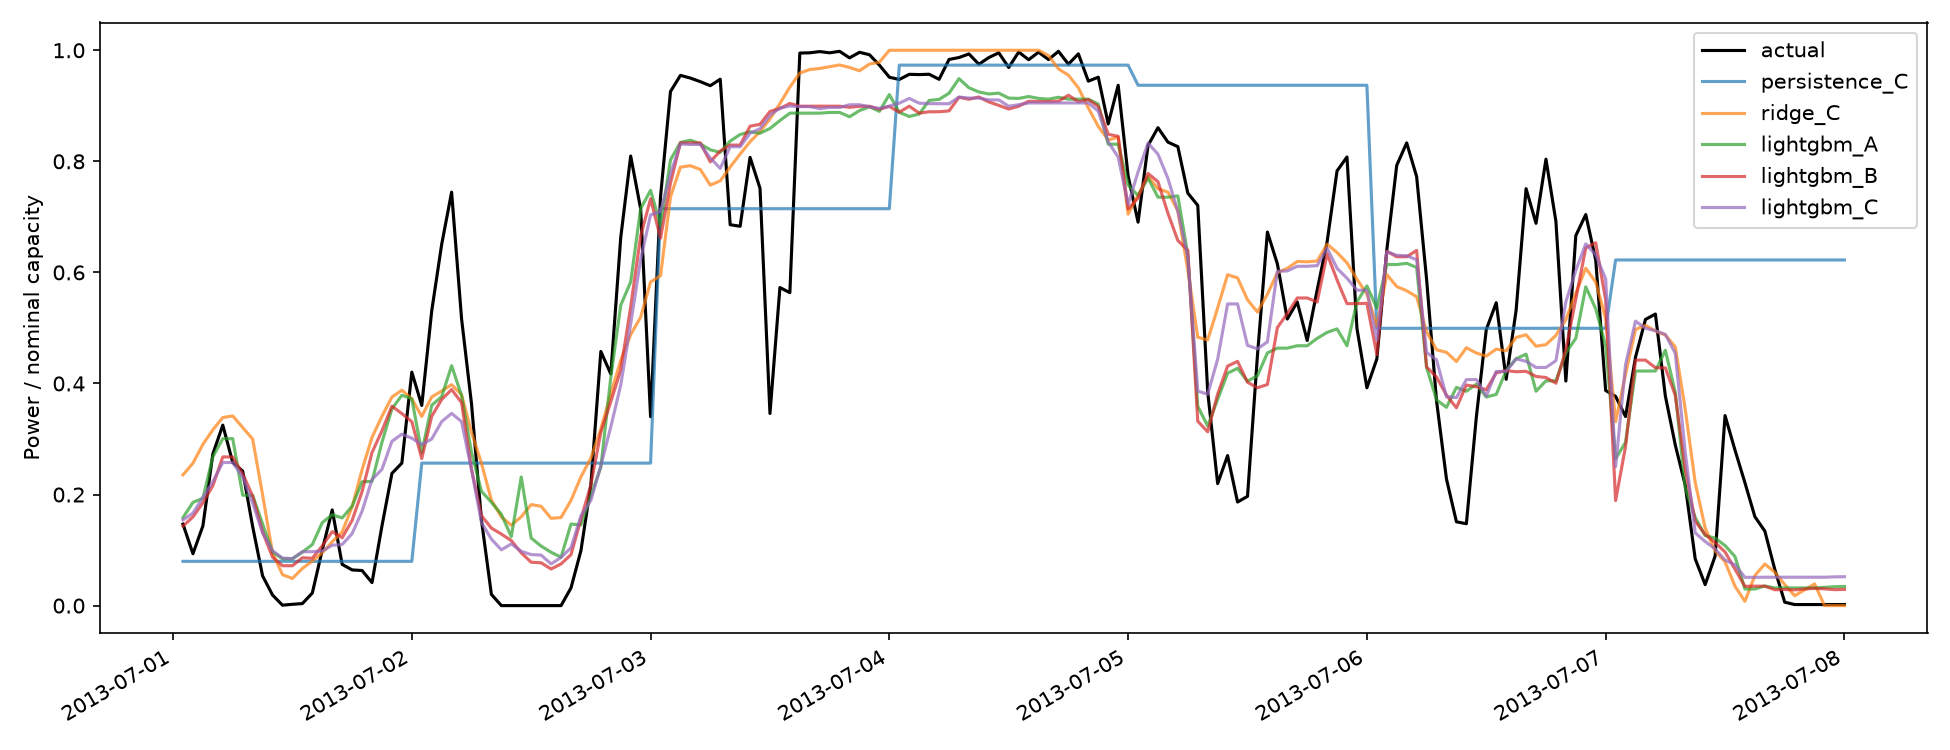 1.0
0.8
0.6
0.4
0.2
0.0
Power / nominal capacity
actual
persistence_C
ridge_C
lightgbm_A
lightgbm_B
lightgbm_C
2013-07-01
2013-07-02
2013-07-03
2013-07-04
2013-07-05
2013-07-06
2013-07-07
2013-07-08